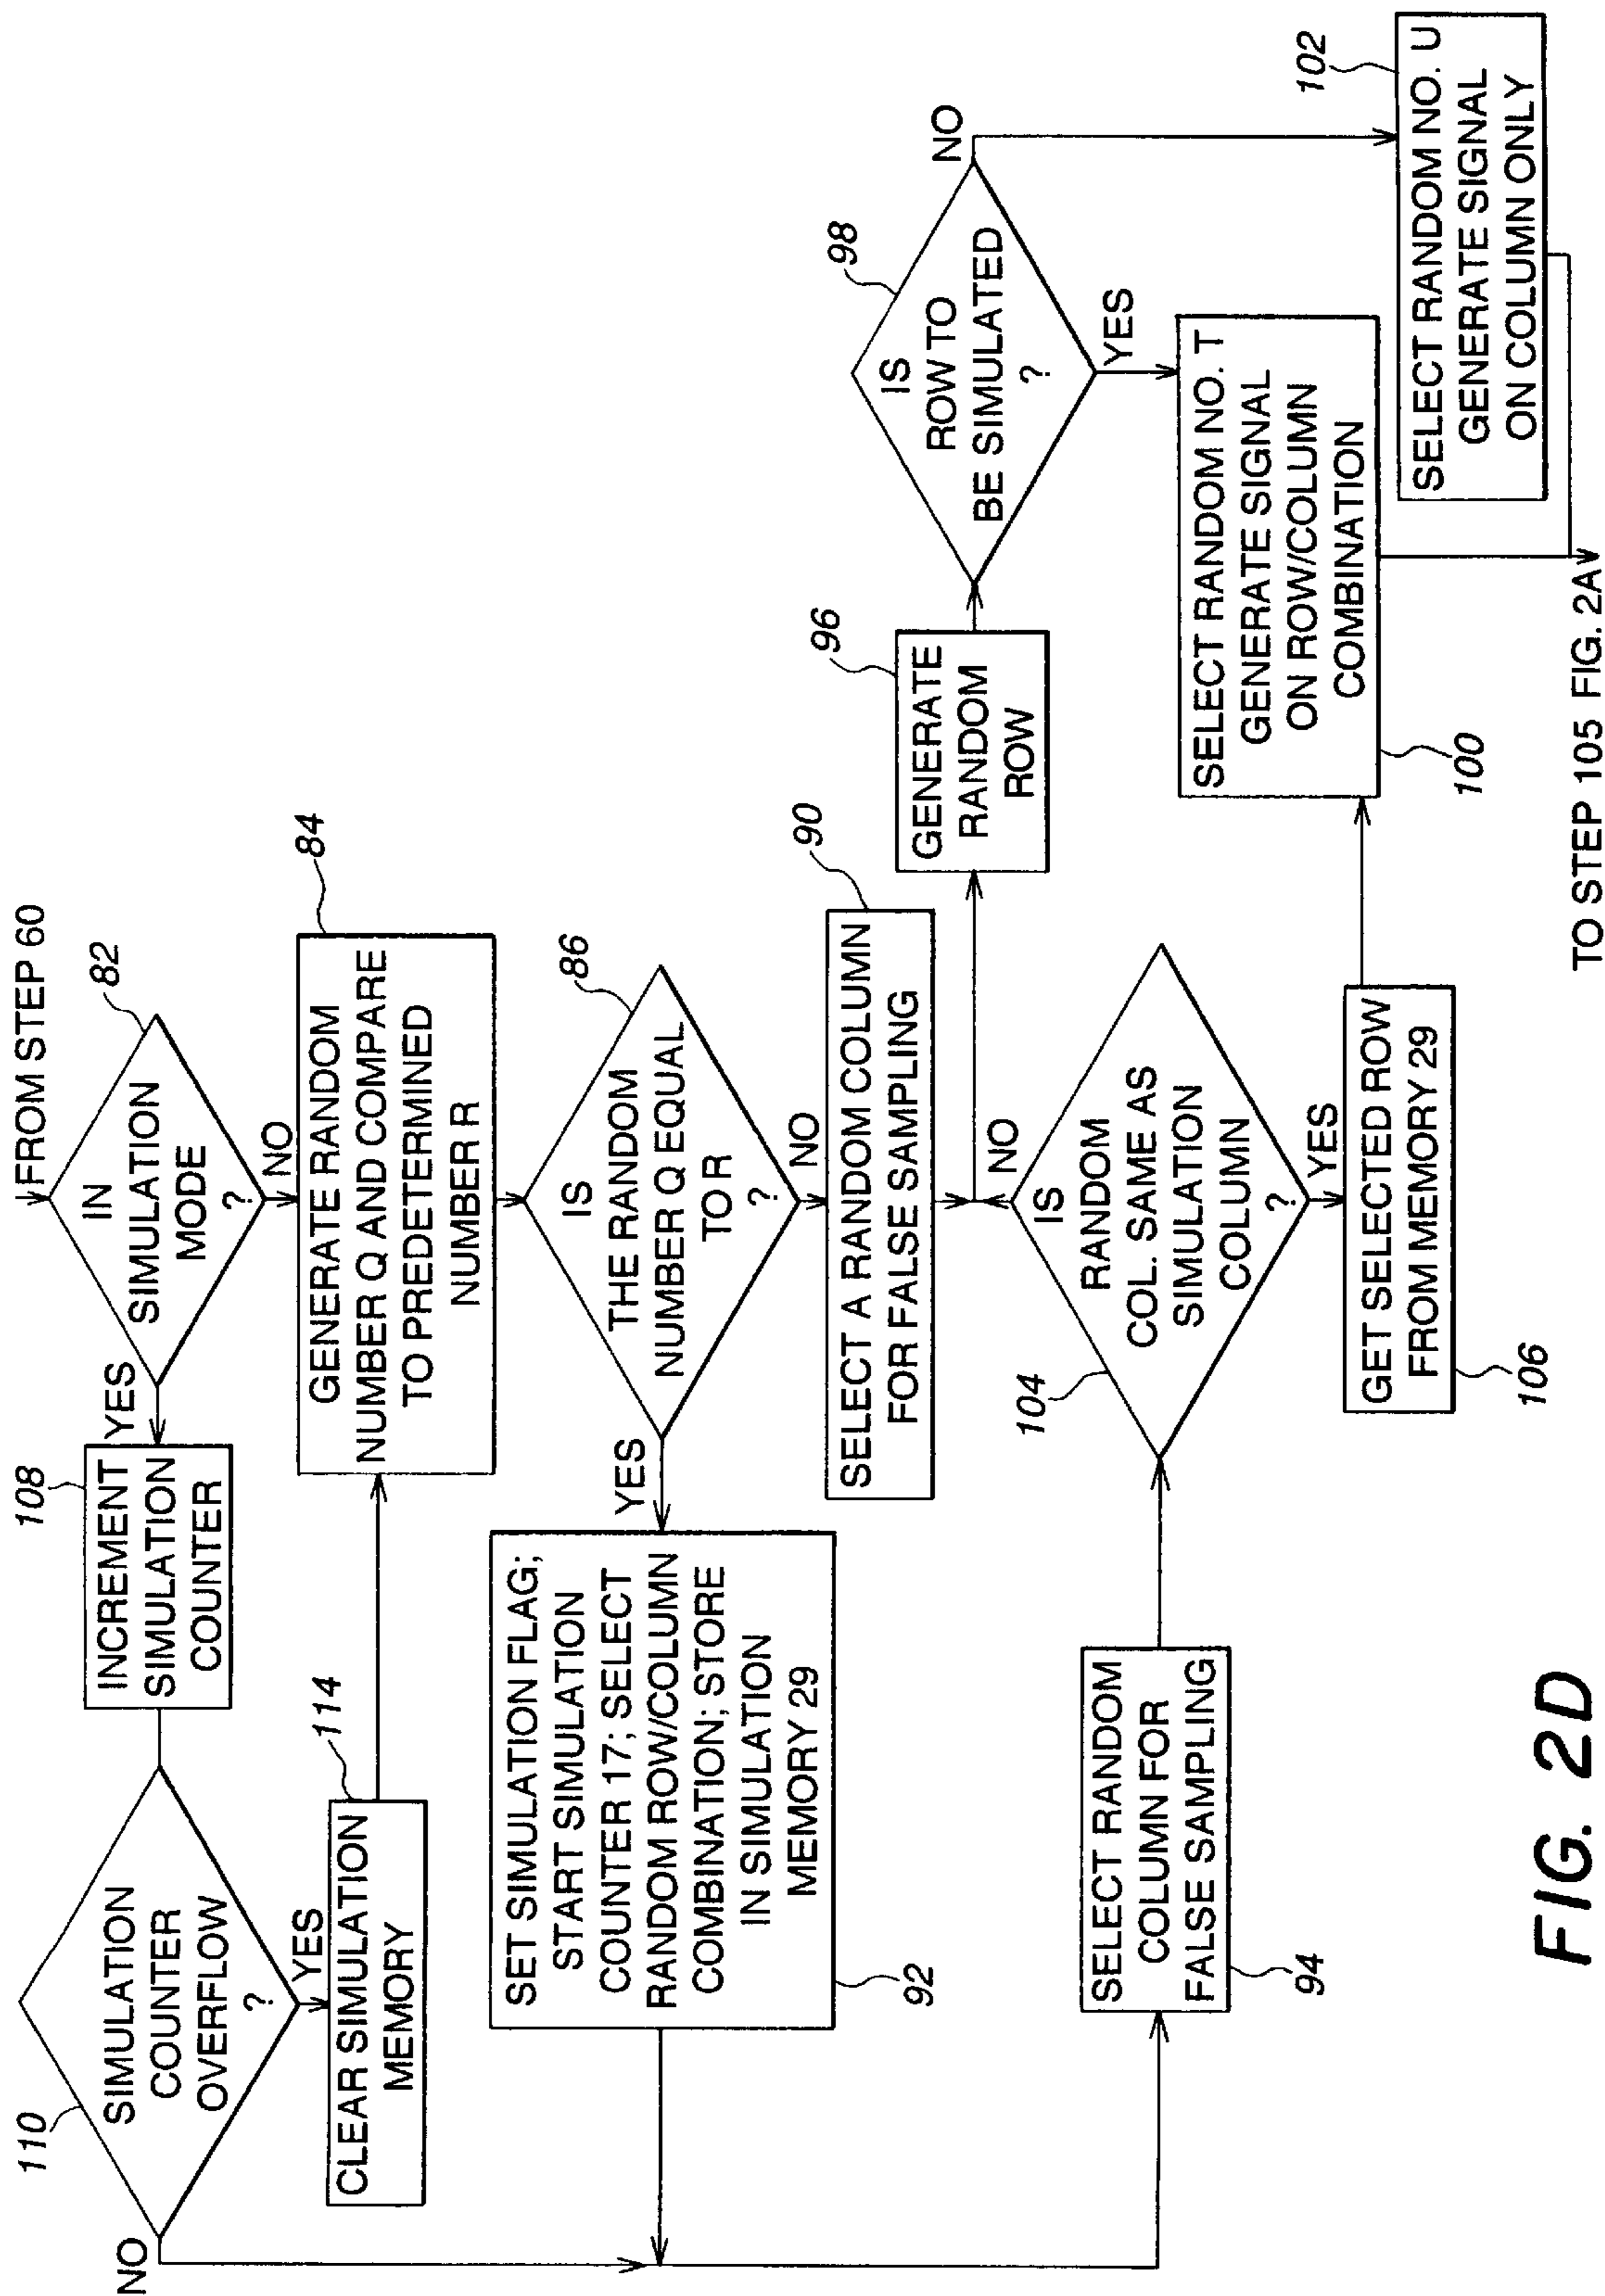 FROM STEP 60
82
IN
SIMULATION
MODE
?
YES
NO
108
INCREMENT
SIMULATION
COUNTER
110
SIMULATION
COUNTER
OVERFLOW
?
NO
YES
114
CLEAR SIMULATION
MEMORY
84
GENERATE RANDOM
NUMBER Q AND COMPARE
TO PREDETERMINED
NUMBER R
86
IS
THE RANDOM
NUMBER Q EQUAL
TO R
?
YES
NO
SET SIMULATION FLAG;
START SIMULATION
COUNTER 17; SELECT
RANDOM ROW/COLUMN
COMBINATION; STORE
IN SIMULATION
MEMORY 29
92
90
SELECT A RANDOM COLUMN
FOR FALSE SAMPLING
96
GENERATE
RANDOM
ROW
98
IS
ROW TO
BE SIMULATED
?
NO
YES
SELECT RANDOM
COLUMN FOR
FALSE SAMPLING
94
104
IS
RANDOM
COL. SAME AS
SIMULATION
COLUMN
?
NO
YES
GET SELECTED ROW
FROM MEMORY 29
106
SELECT RANDOM NO. T
GENERATE SIGNAL
ON ROW/COLUMN
COMBINATION
100
102
SELECT RANDOM NO. U
GENERATE SIGNAL
ON COLUMN ONLY
TO STEP 105 FIG. 2A
FIG. 2D